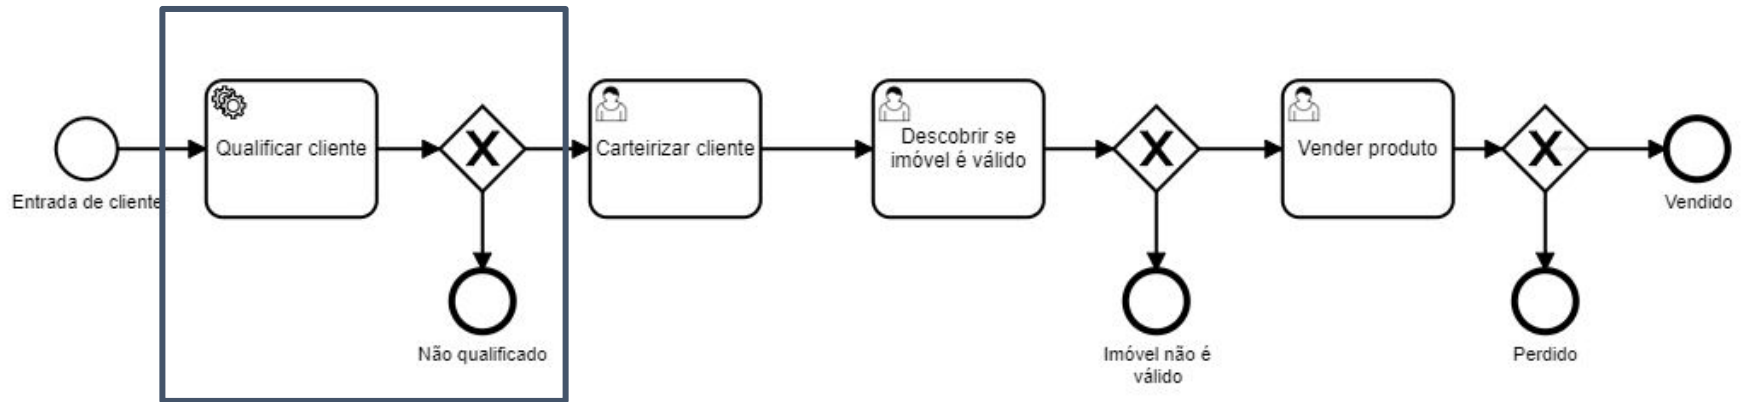 Entrada de cliente
Qualificar cliente
X
Não qualificado
Carteirizar cliente
Descobrir se
imóvel é válido
X
Imóvel não é
válido
Vender produto
X
Perdido
Vendido